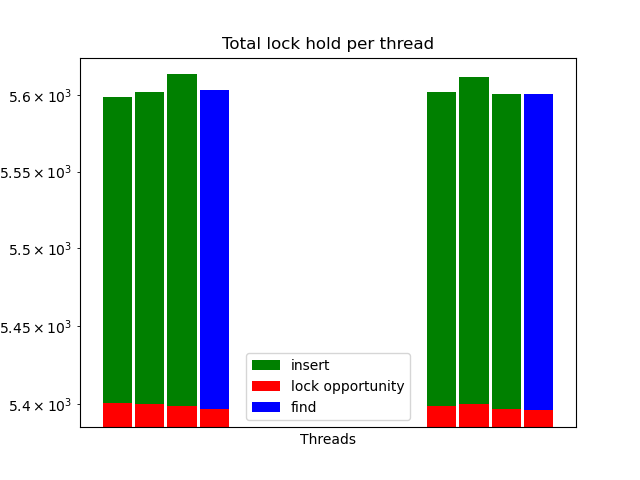 Total lock hold per thread
5.6 × 10³
5.55 × 10³
5.5 × 10³
5.45 × 10³
5.4 × 10³
insert
lock opportunity
find
Threads